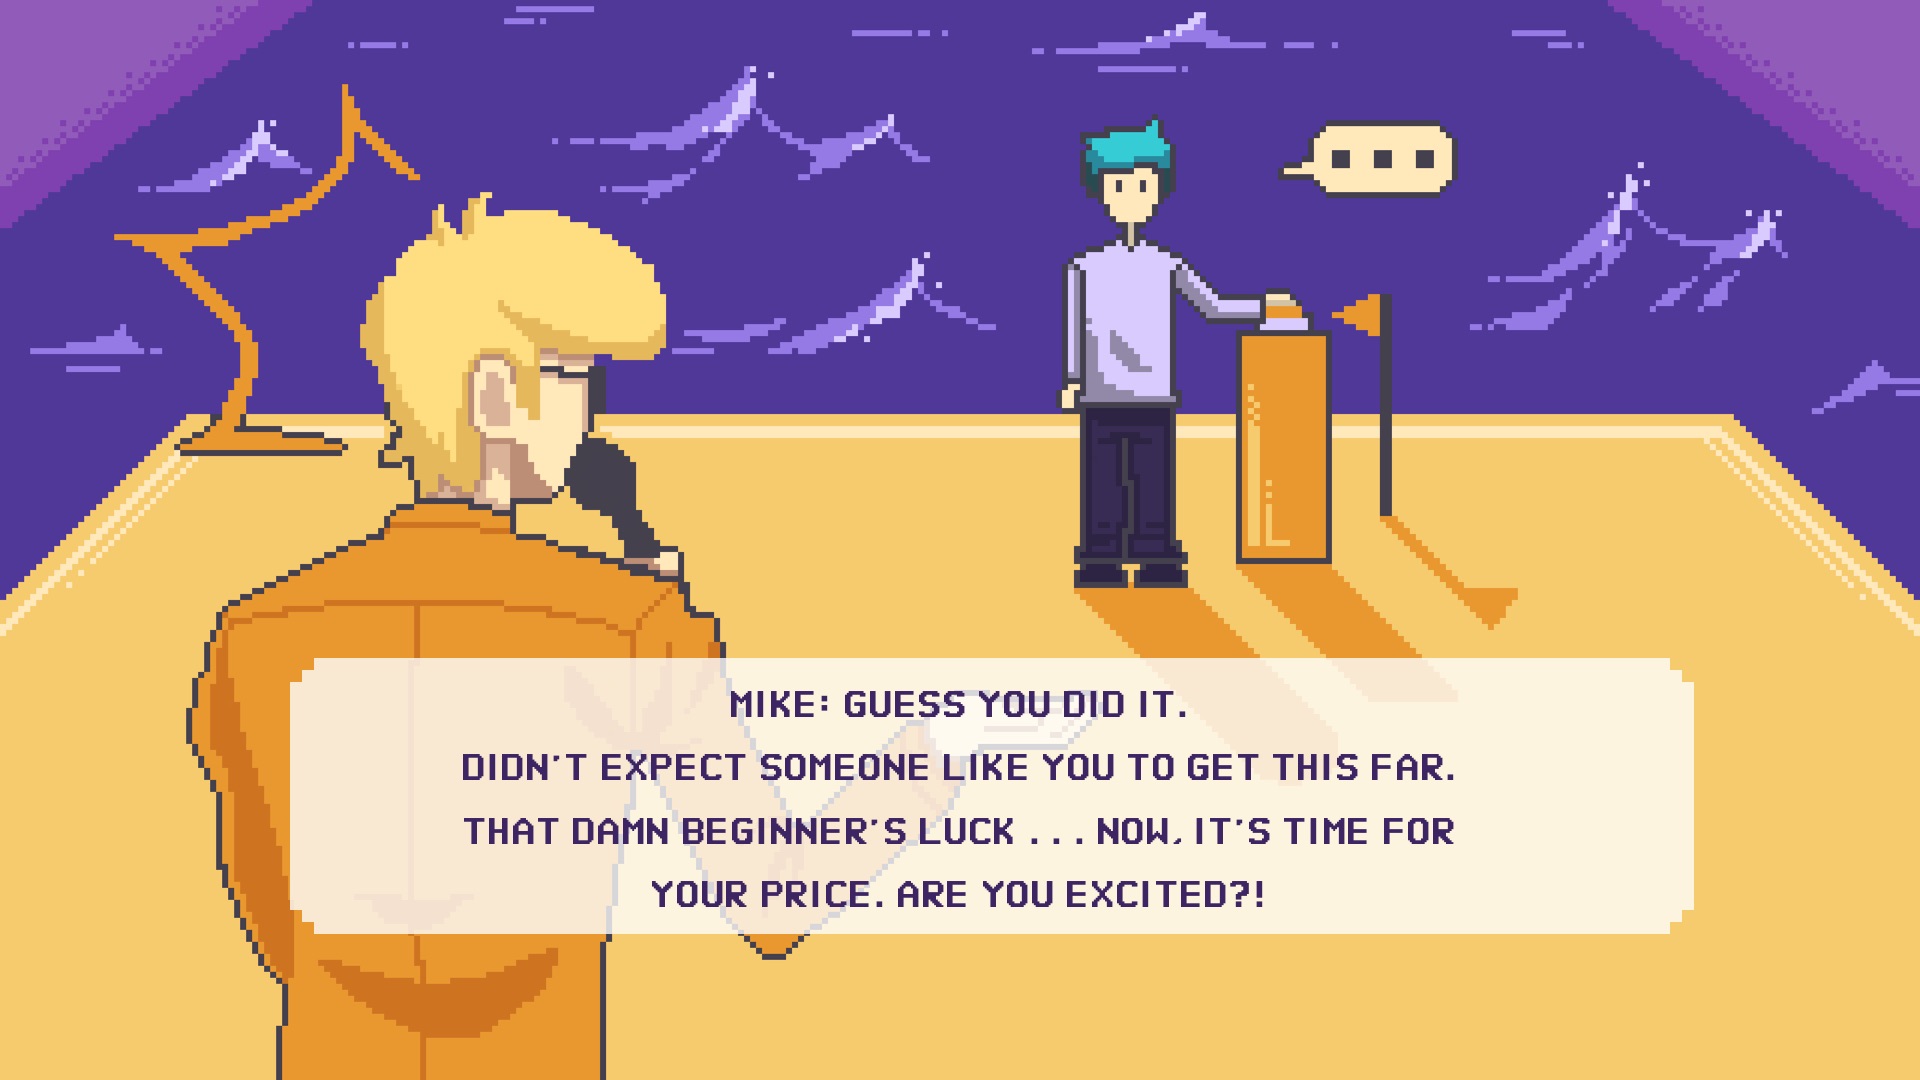 MIKE: GUESS YOU DID IT.
DIDN'T EXPECT SOMEONE LIKE YOU TO GET THIS FAR.
THAT DAMN BEGINNER'S LUCK . . . NOW, IT'S TIME FOR
YOUR PRICE. ARE YOU EXCITED?!